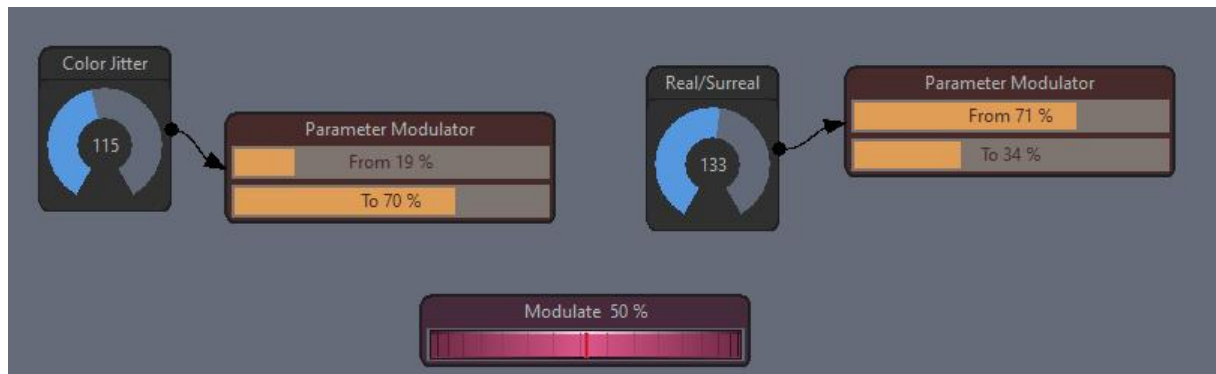 Color Jitter
115
Parameter Modulator
From 19 %
To 70 %
Real/Surreal
133
Parameter Modulator
From 71 %
To 34 %
Modulate 50 %